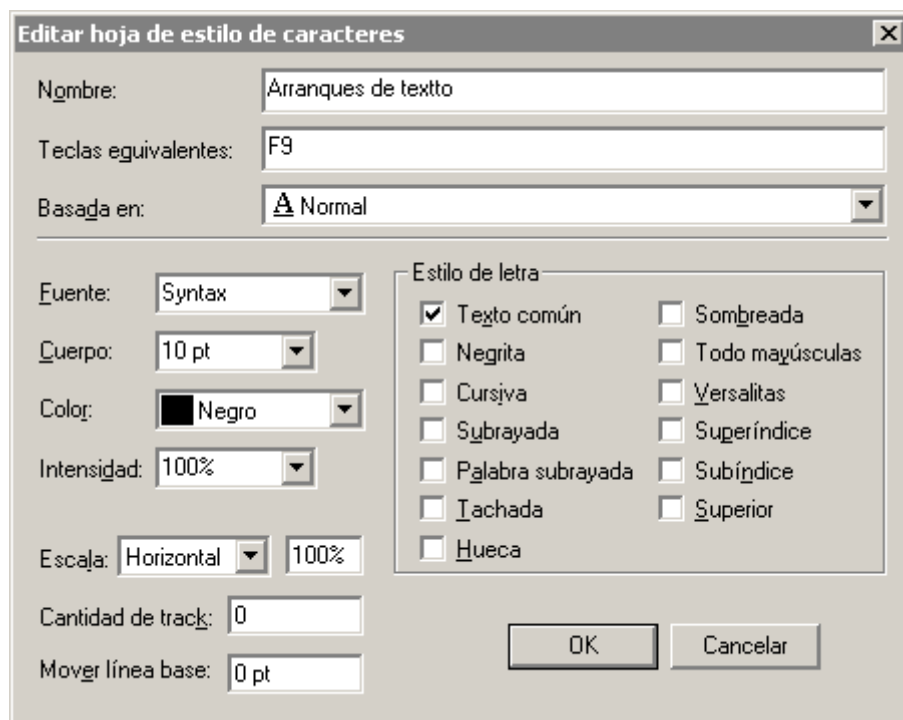 Editar hoja de estilo de caracteres
Nombre: Arranques de textto
Teclas eguivalentes: F9
Basada en: A Normal
Fuente: Syntax
Cuerpo: 10 pt
Color: Negro
Intensidad: 100%
Escala: Horizontal 100%
Cantidad de track: 0
Mover línea base: 0 pt
Estilo de letra
Texto común
Negrita
Cursiva
Subrayada
Palabra subrayada
Tachada
Hueca
Sombreada
Todo mayúsculas
Versalitas
Superíndice
Subíndice
Superior
OK
Cancelar